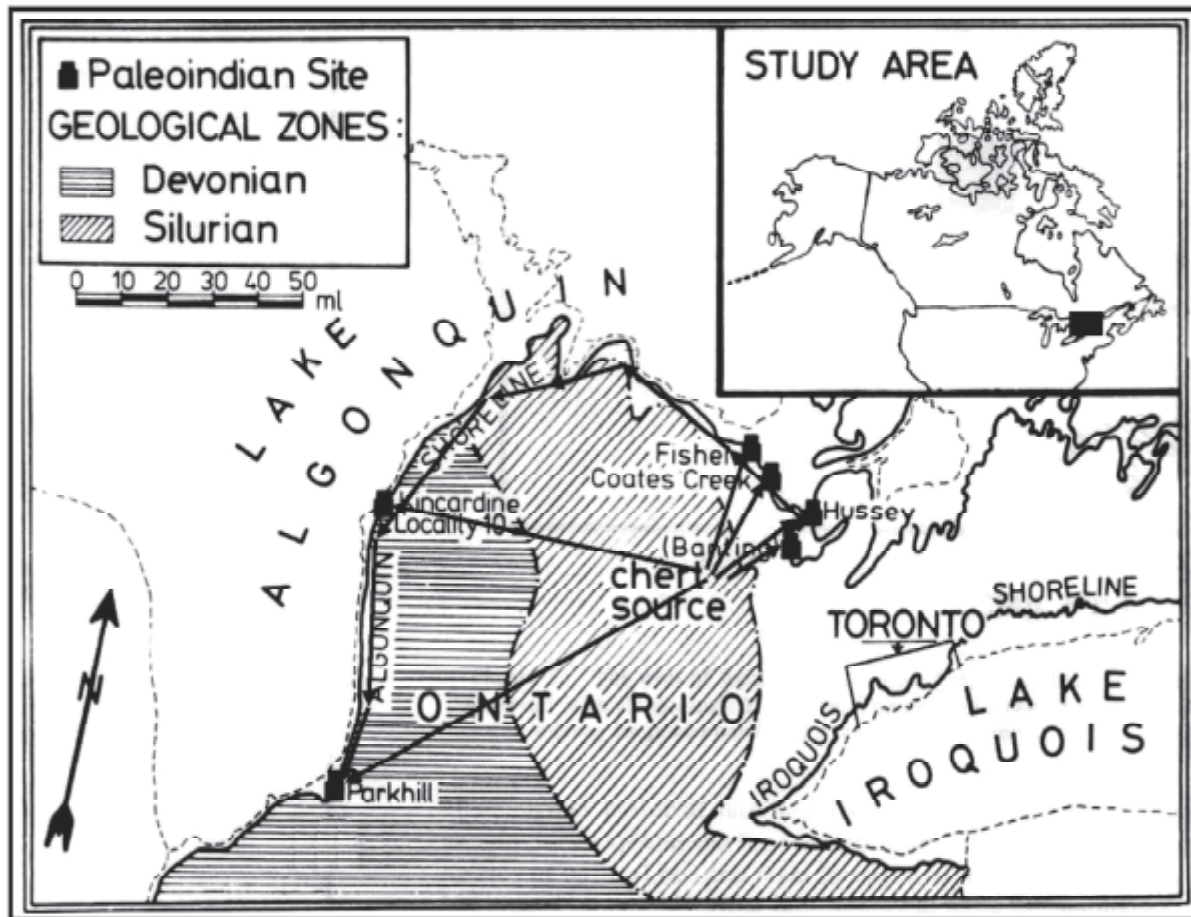 Paleoindian Site
GEOLOGICAL ZONES:
Devonian
Silurian
0 10 20 30 40 50
ml
STUDY AREA
LAKE
ALGONQUIN
SHORELINE
Fisher
Coates Creek
Hussey
(Banting)
Kincardine
Locality 10
chert
source
ALGONQUIN
SHORELINE
TORONTO
ONTARIO
LAKE
IROQUOIS
IROQUOIS
Parkhill
N